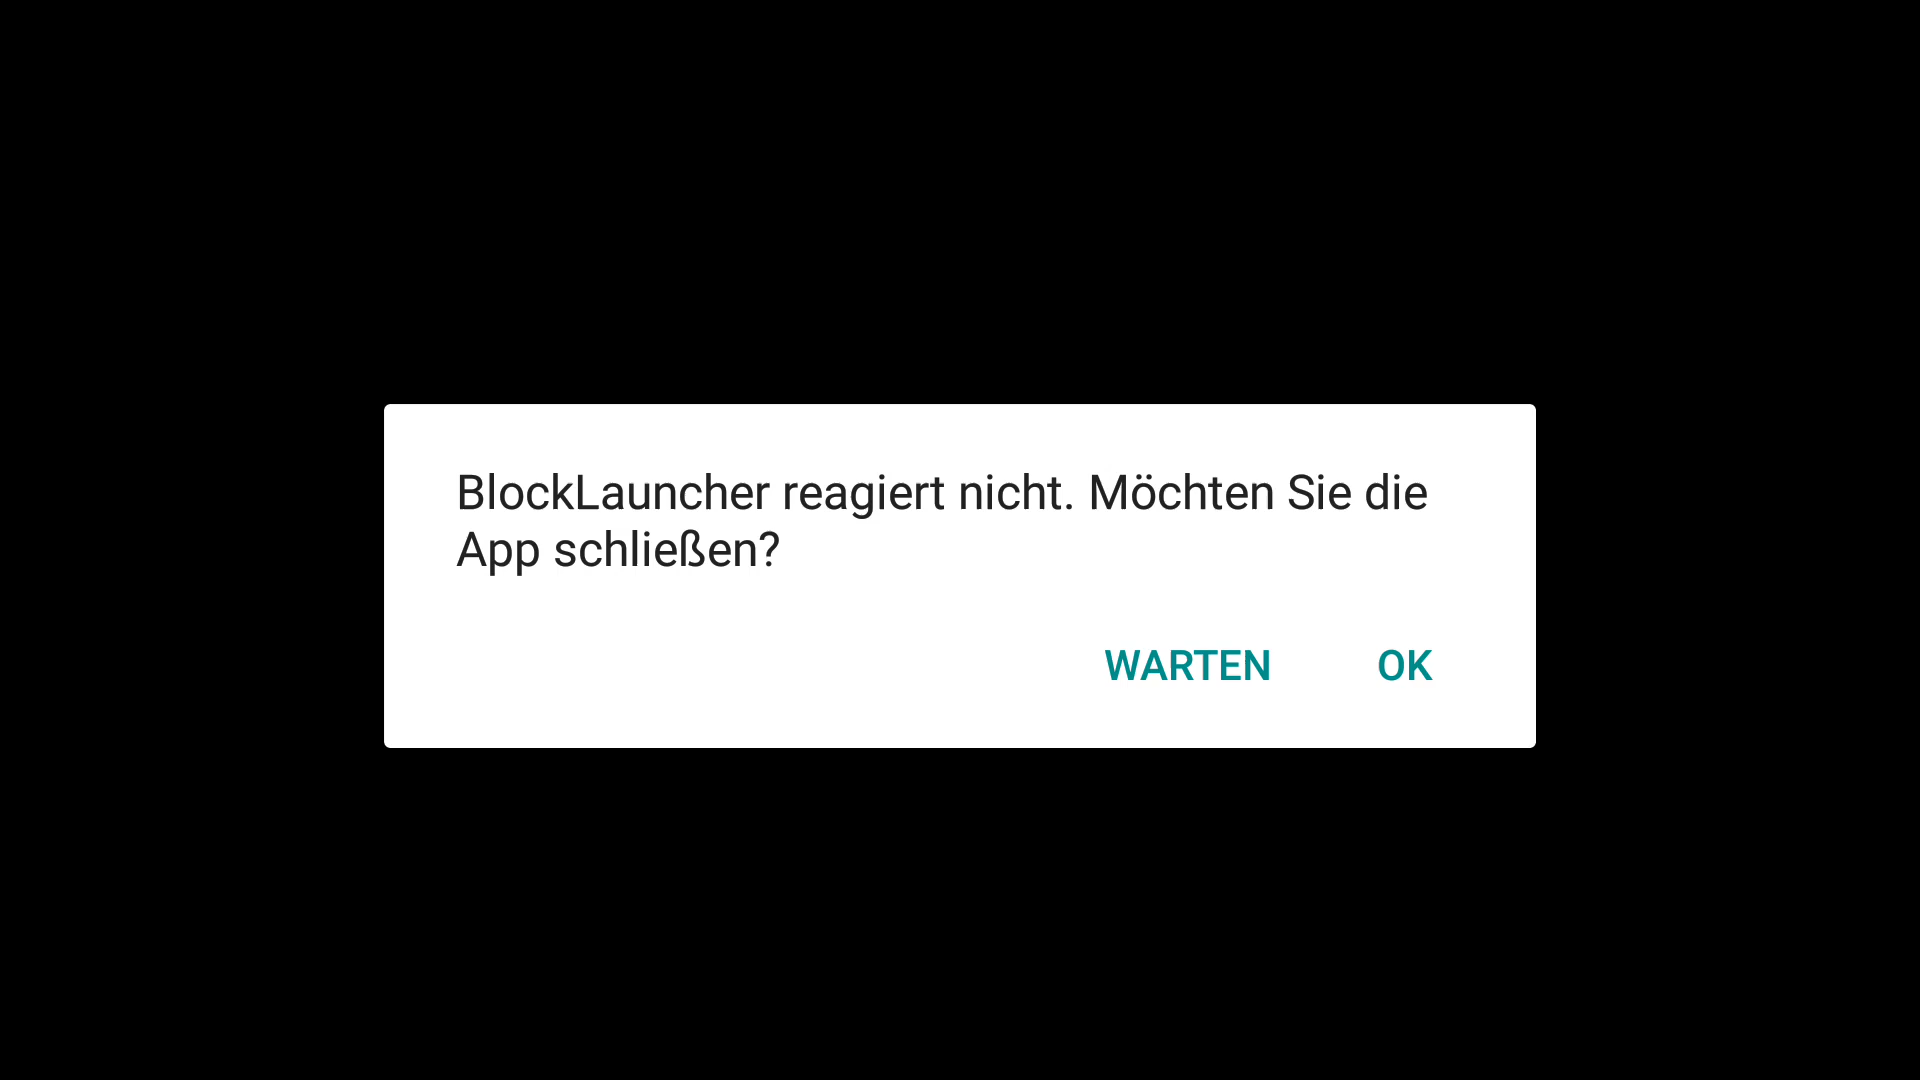 BlockLauncher reagiert nicht. Möchten Sie die
App schließen?
WARTEN OK